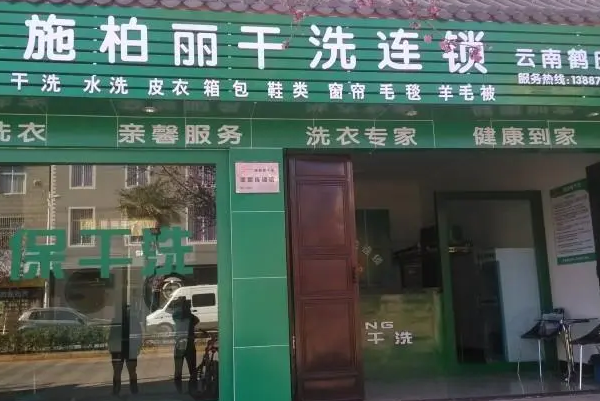 施柏丽干洗连锁
云南鹤
服务热线:1388
干洗 水洗 皮衣 箱包 鞋类 窗帘 毛毯 羊毛被
洗衣 亲馨服务 洗衣专家 健康到家
保干洗
NG
干洗